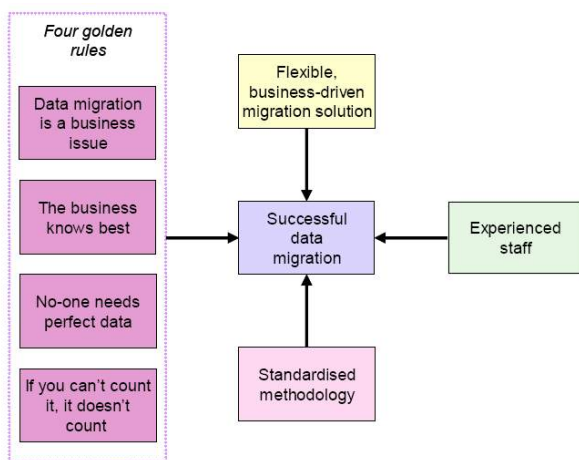 Four golden
rules
Data migration
is a business
issue
The business
knows best
No-one needs
perfect data
If you can't count
it, it doesn't
count
Flexible,
business-driven
migration solution
Successful
data
migration
Experienced
staff
Standardised
methodology